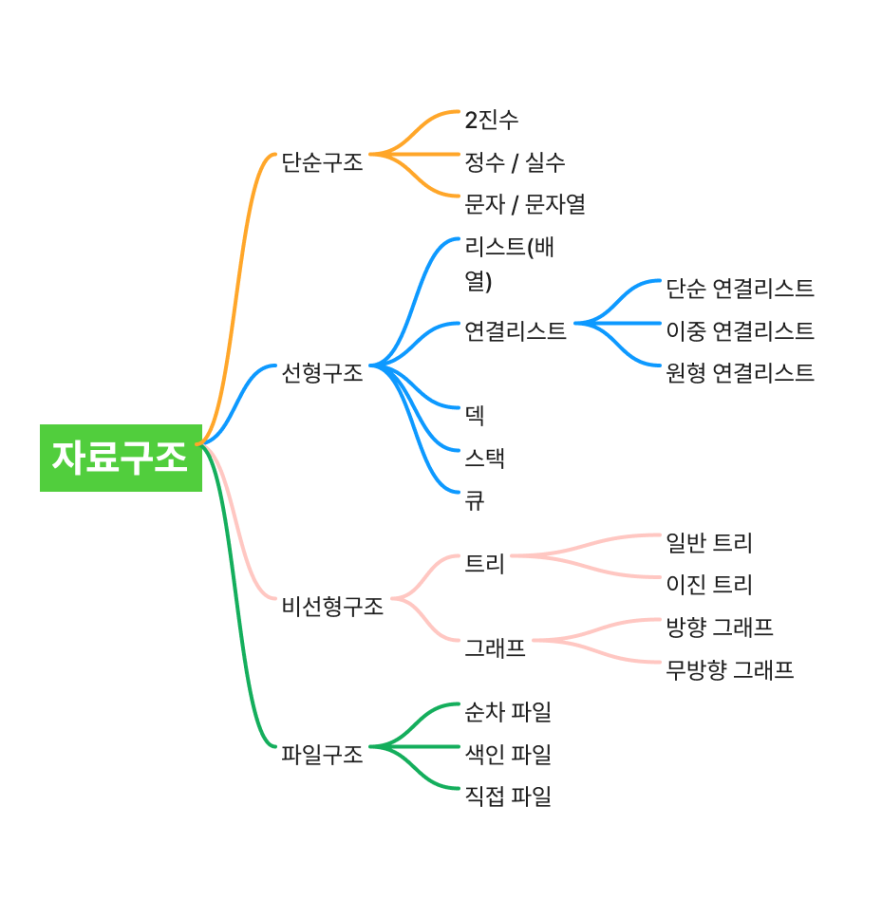 2진수
단순구조
정수 / 실수
문자 / 문자열
리스트(배
열)
단순 연결리스트
연결리스트
이중 연결리스트
선형구조
원형 연결리스트
덱
자료구조
스택
큐
일반 트리
트리
이진 트리
비선형구조
방향 그래프
그래프
무방향 그래프
순차 파일
파일구조
색인 파일
직접 파일